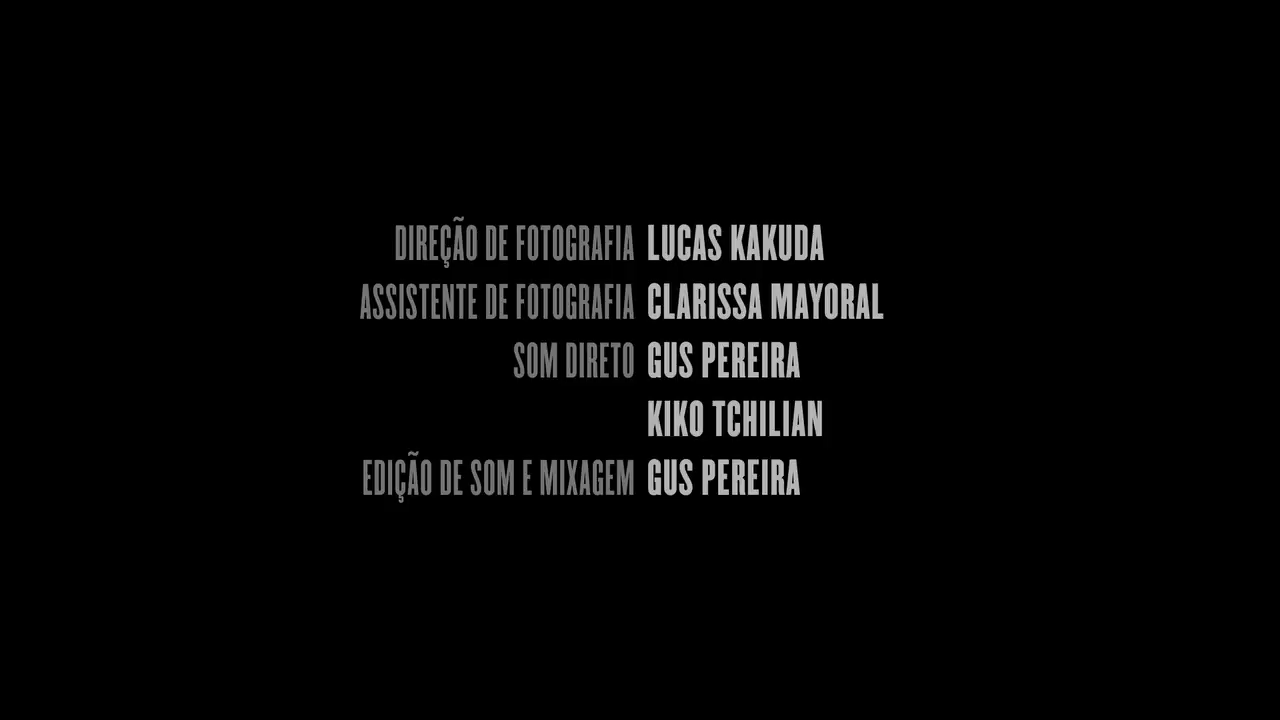 DIREÇÃO DE FOTOGRAFIA LUCAS KAKUDA
ASSISTENTE DE FOTOGRAFIA CLARISSA MAYORAL
SOM DIRETO GUS PEREIRA
KIKO TCHILIAN
EDIÇÃO DE SOM E MIXAGEM GUS PEREIRA